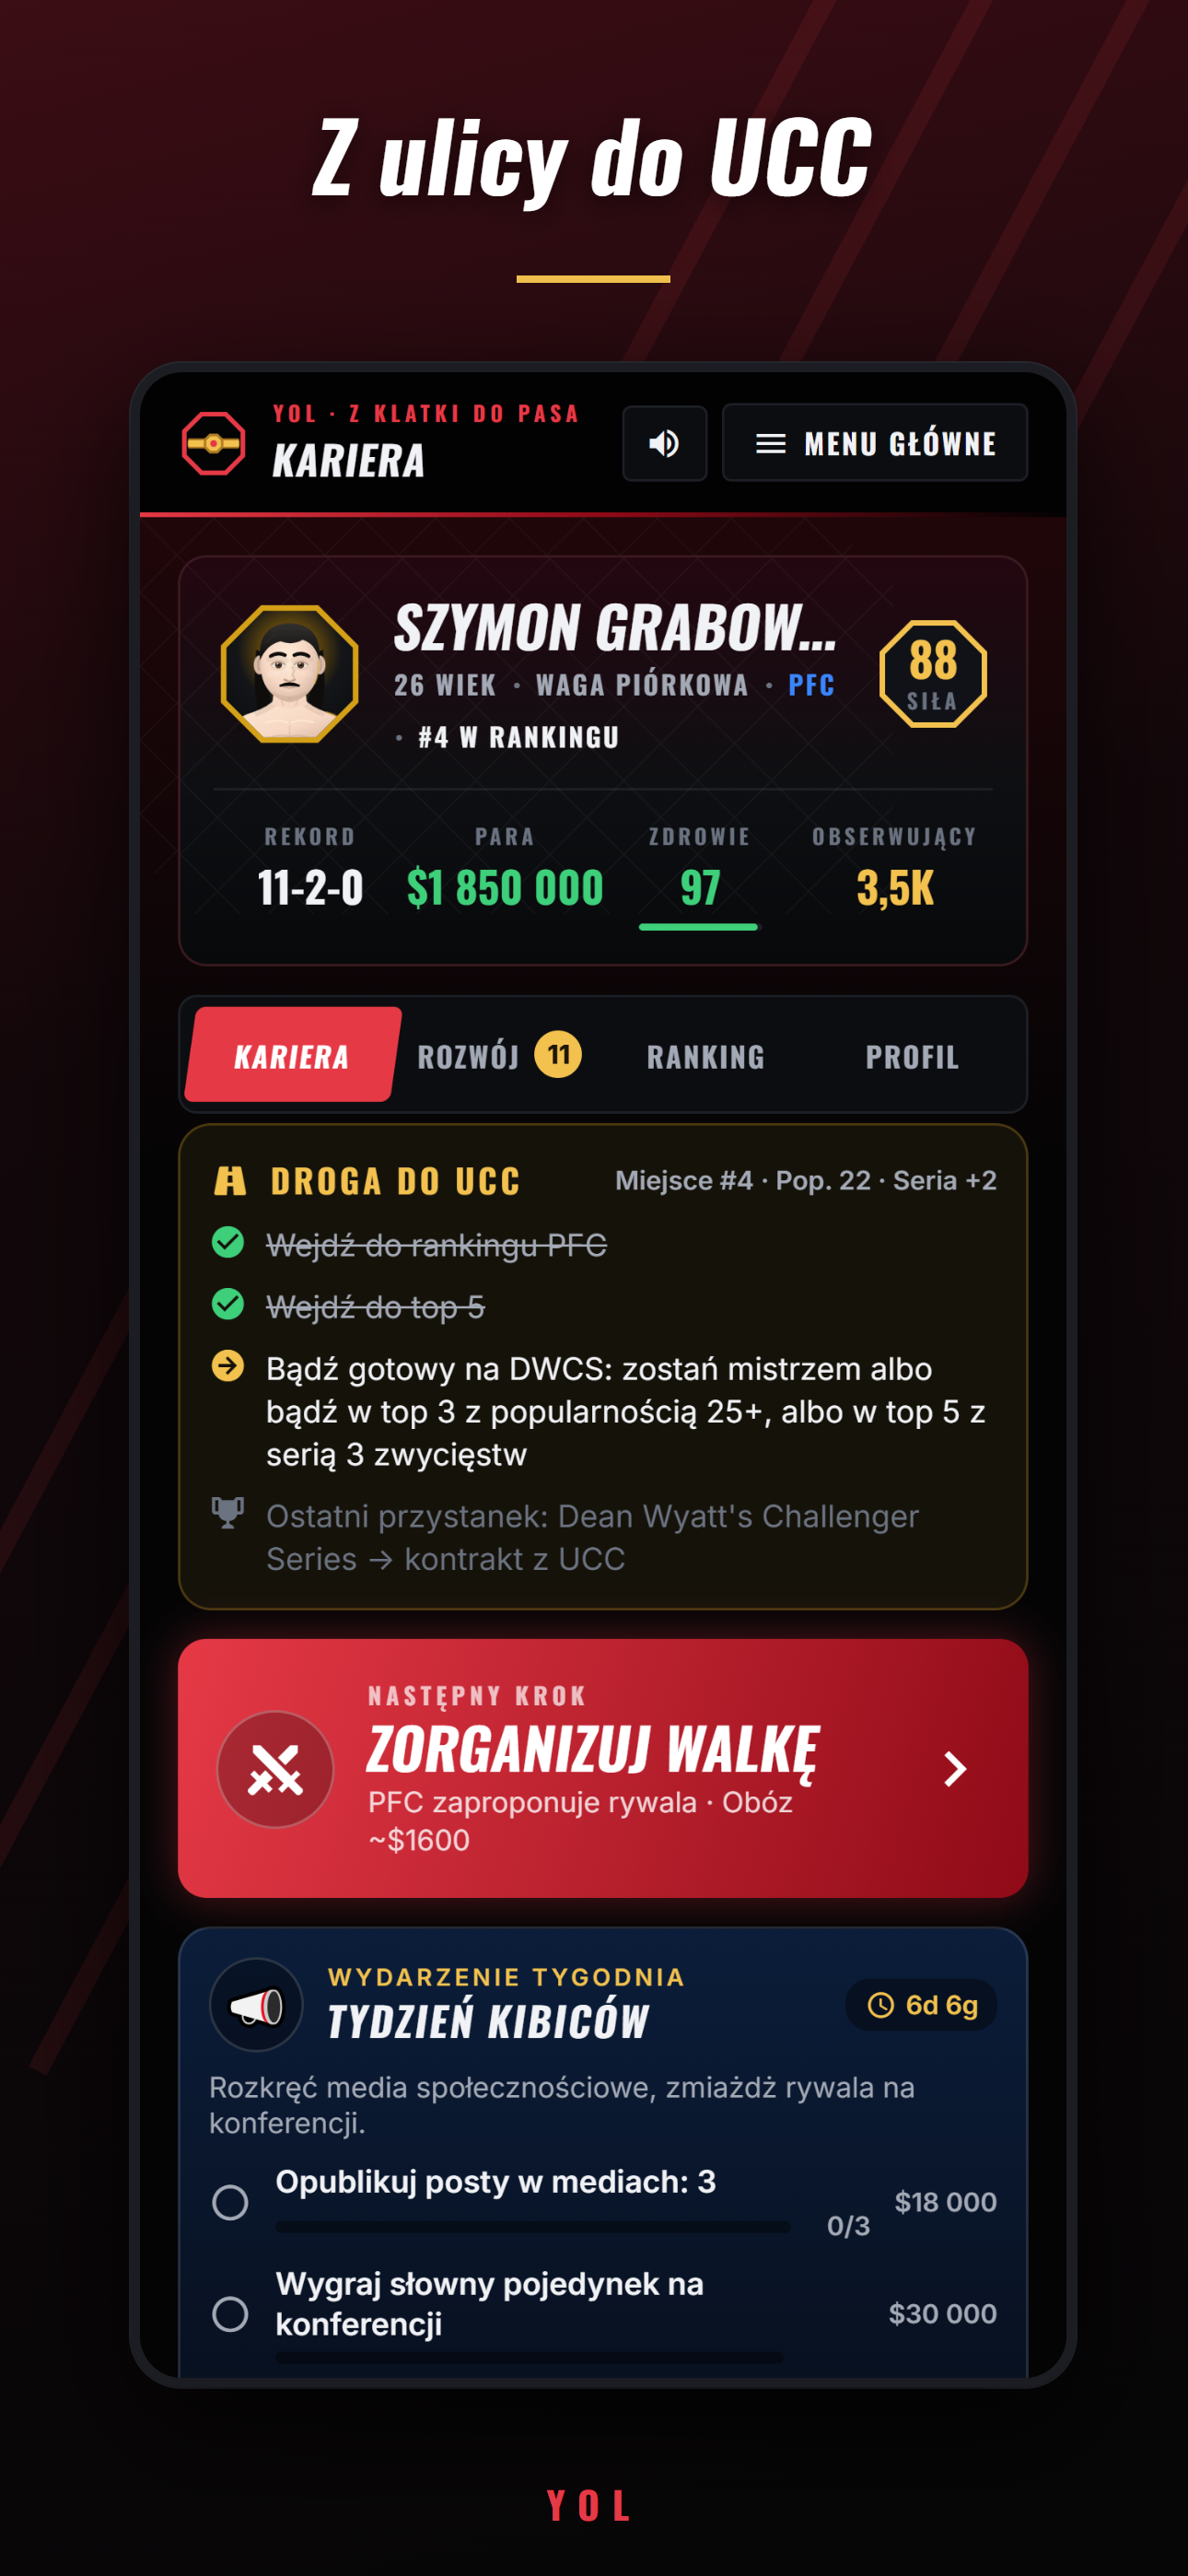 Z ulicy do UCC
YOL · Z KLATKI DO PASA
KARIERA
MENU GŁÓWNE
SZYMON GRABOW...
26 WIEK · WAGA PIÓRKOWA · PFC
· #4 W RANKINGU
88
SIŁA
REKORD
11-2-0
PARA
$1 850 000
ZDROWIE
97
OBSERWUJĄCY
3,5K
KARIERA
ROZWÓJ 11
RANKING
PROFIL
DROGA DO UCC
Miejsce #4 · Pop. 22 · Seria +2
Wejdź do rankingu PFC
Wejdź do top 5
Bądź gotowy na DWCS: zostań mistrzem albo
bądź w top 3 z popularnością 25+, albo w top 5 z
serią 3 zwycięstw
Ostatni przystanek: Dean Wyatt's Challenger
Series → kontrakt z UCC
NASTĘPNY KROK
ZORGANIZUJ WALKĘ
PFC zaproponuje rywala · Obóz
~$1600
WYDARZENIE TYGODNIA
TYDZIEŃ KIBICÓW
6d 6g
Rozkręć media społecznościowe, zmiażdż rywala na
konferencji.
Opublikuj posty w mediach: 3
0/3
$18 000
Wygraj słowny pojedynek na
konferencji
$30 000
YOL